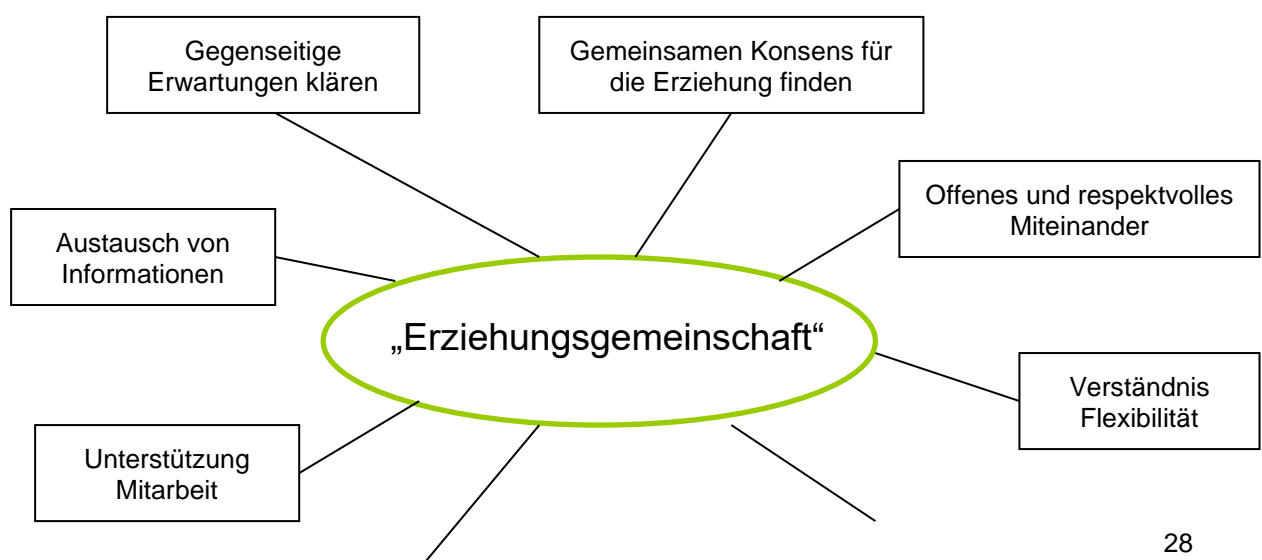 Gegenseitige
Erwartungen klären
Gemeinsamen Konsens für
die Erziehung finden
Offenes und respektvolles
Miteinander
Austausch von
Informationen
„Erziehungsgemeinschaft“
Verständnis
Flexibilität
Unterstützung
Mitarbeit
28